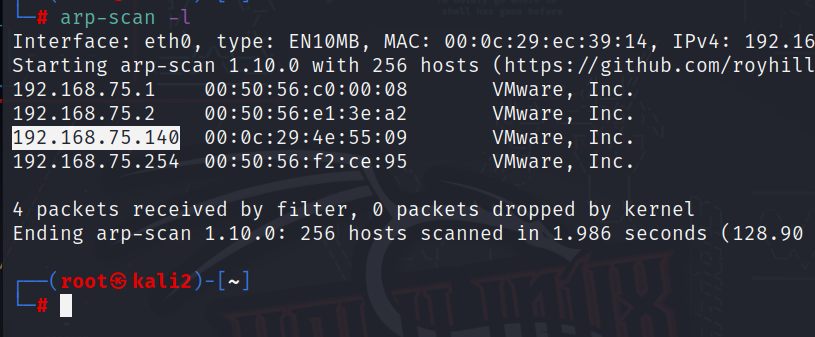 └─# arp-scan -l
Interface: eth0, type: EN10MB, MAC: 00:0c:29:ec:39:14, IPv4: 192.16
Starting arp-scan 1.10.0 with 256 hosts (https://github.com/royhill
192.168.75.1	00:50:56:c0:00:08	VMware, Inc.
192.168.75.2	00:50:56:e1:3e:a2	VMware, Inc.
192.168.75.140	00:0c:29:4e:55:09	VMware, Inc.
192.168.75.254	00:50:56:f2:ce:95	VMware, Inc.
4 packets received by filter, 0 packets dropped by kernel
Ending arp-scan 1.10.0: 256 hosts scanned in 1.986 seconds (128.90
┌──(root㉿kali2)-[~]
└─#